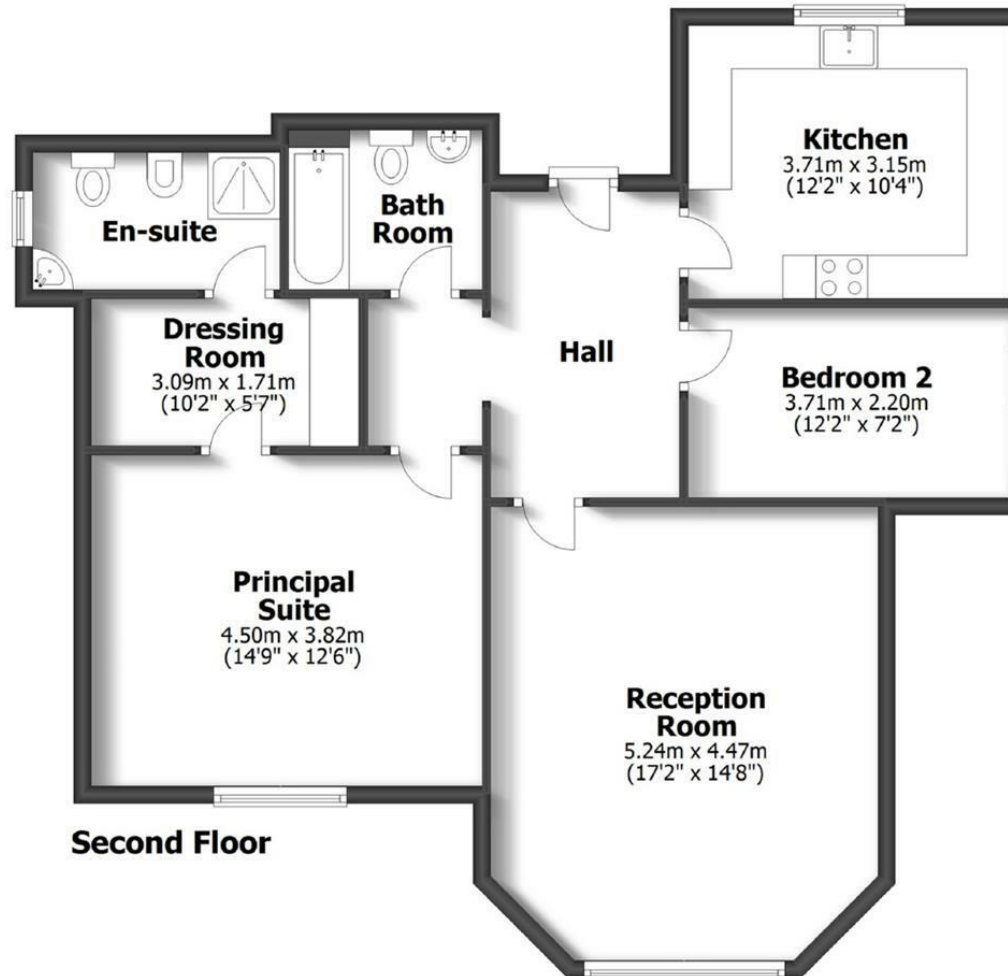 Kitchen
3.71m x 3.15m
(12'2" x 10'4")
En-suite
Bath
Room
Dressing
Room
3.09m x 1.71m
(10'2" x 5'7")
Hall
Bedroom 2
3.71m x 2.20m
(12'2" x 7'2")
Principal
Suite
4.50m x 3.82m
(14'9" x 12'6")
Reception
Room
5.24m x 4.47m
(17'2" x 14'8")
Second Floor